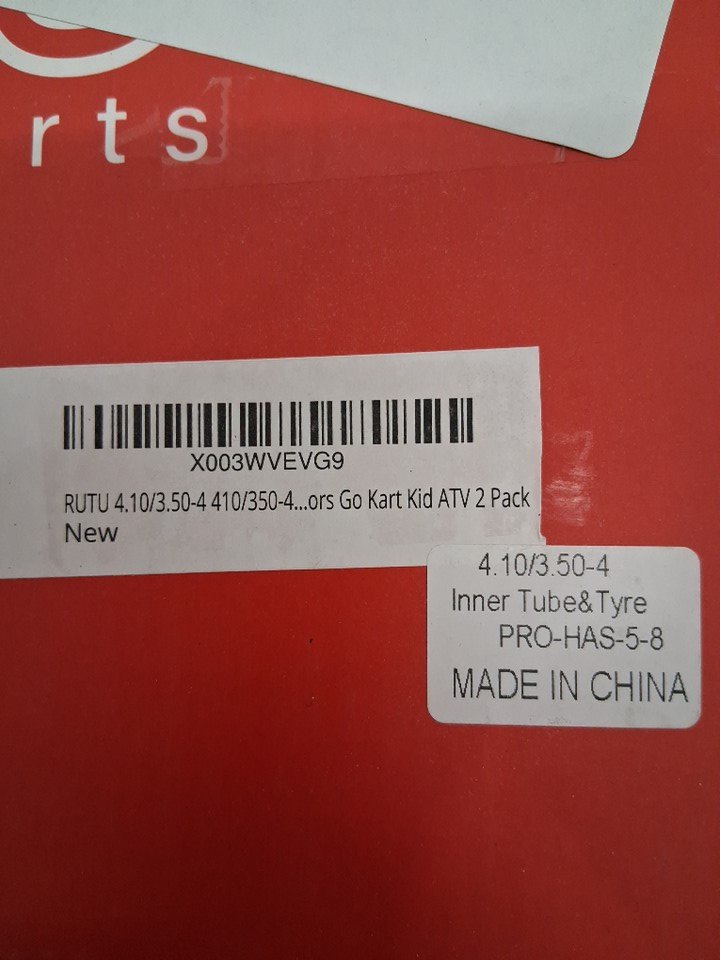 rts
X003WVEVG9
RUTU 4.10/3.50-4 410/350-4...ors Go Kart Kid ATV 2 Pack
New
4.10/3.50-4
Inner Tube&Tyre
PRO-HAS-5-8
MADE IN CHINA